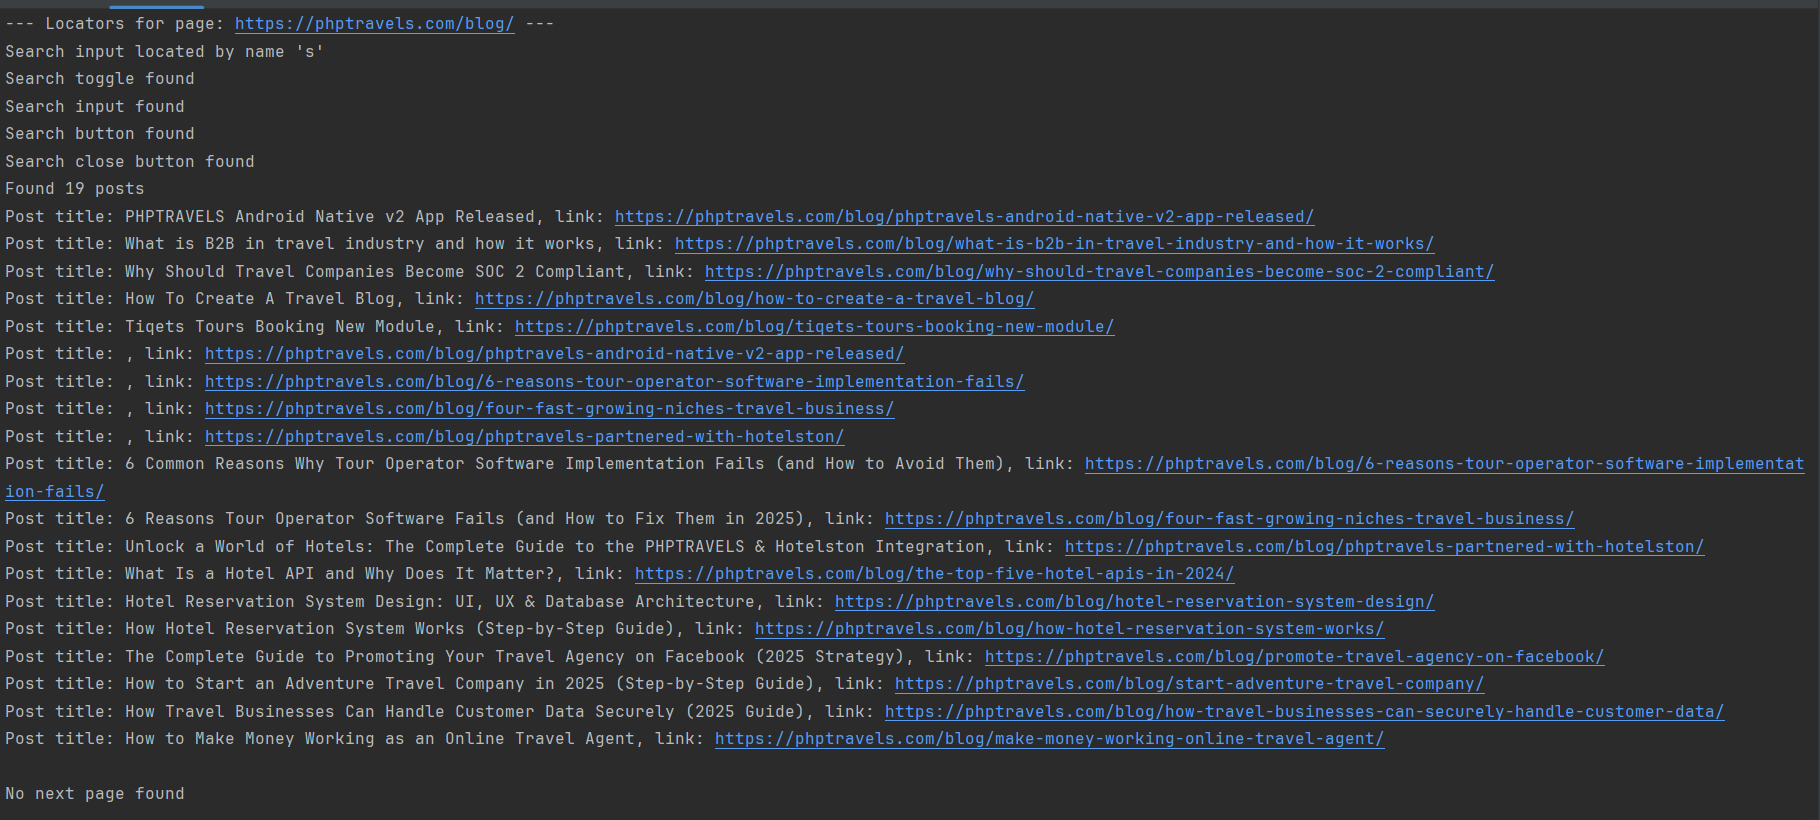 --- Locators for page: https://phptravels.com/blog/ ---
Search input located by name 's'
Search toggle found
Search input found
Search button found
Search close button found
Found 19 posts
Post title: PHPTRAVELS Android Native v2 App Released, link: https://phptravels.com/blog/phptravels-android-native-v2-app-released/
Post title: What is B2B in travel industry and how it works, link: https://phptravels.com/blog/what-is-b2b-in-travel-industry-and-how-it-works/
Post title: Why Should Travel Companies Become SOC 2 Compliant, link: https://phptravels.com/blog/why-should-travel-companies-become-soc-2-compliant/
Post title: How To Create A Travel Blog, link: https://phptravels.com/blog/how-to-create-a-travel-blog/
Post title: Tiqets Tours Booking New Module, link: https://phptravels.com/blog/tiqets-tours-booking-new-module/
Post title: , link: https://phptravels.com/blog/phptravels-android-native-v2-app-released/
Post title: , link: https://phptravels.com/blog/6-reasons-tour-operator-software-implementation-fails/
Post title: , link: https://phptravels.com/blog/four-fast-growing-niches-travel-business/
Post title: , link: https://phptravels.com/blog/phptravels-partnered-with-hotelston/
Post title: 6 Common Reasons Why Tour Operator Software Implementation Fails (and How to Avoid Them), link: https://phptravels.com/blog/6-reasons-tour-operator-software-implementat
ion-fails/
Post title: 6 Reasons Tour Operator Software Fails (and How to Fix Them in 2025), link: https://phptravels.com/blog/four-fast-growing-niches-travel-business/
Post title: Unlock a World of Hotels: The Complete Guide to the PHPTRAVELS & Hotelston Integration, link: https://phptravels.com/blog/phptravels-partnered-with-hotelston/
Post title: What Is a Hotel API and Why Does It Matter?, link: https://phptravels.com/blog/the-top-five-hotel-apis-in-2024/
Post title: Hotel Reservation System Design: UI, UX & Database Architecture, link: https://phptravels.com/blog/hotel-reservation-system-design/
Post title: How Hotel Reservation System Works (Step-by-Step Guide), link: https://phptravels.com/blog/how-hotel-reservation-system-works/
Post title: The Complete Guide to Promoting Your Travel Agency on Facebook (2025 Strategy), link: https://phptravels.com/blog/promote-travel-agency-on-facebook/
Post title: How to Start an Adventure Travel Company in 2025 (Step-by-Step Guide), link: https://phptravels.com/blog/start-adventure-travel-company/
Post title: How Travel Businesses Can Handle Customer Data Securely (2025 Guide), link: https://phptravels.com/blog/how-travel-businesses-can-securely-handle-customer-data/
Post title: How to Make Money Working as an Online Travel Agent, link: https://phptravels.com/blog/make-money-working-online-travel-agent/
No next page found